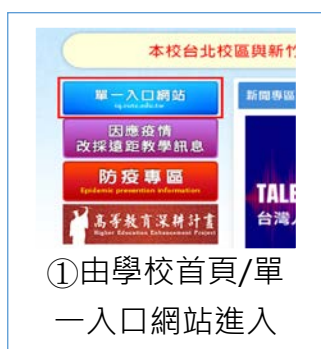 本校台北校區與新竹
單一入口網站
新聞專區
因應疫情
改採遠距教學訊息
防疫專區
Epidemic prevention information
TALE
高等教育深耕計畫
Higher Education Enhancement Project
台灣人
①由學校首頁/單
一入口網站進入